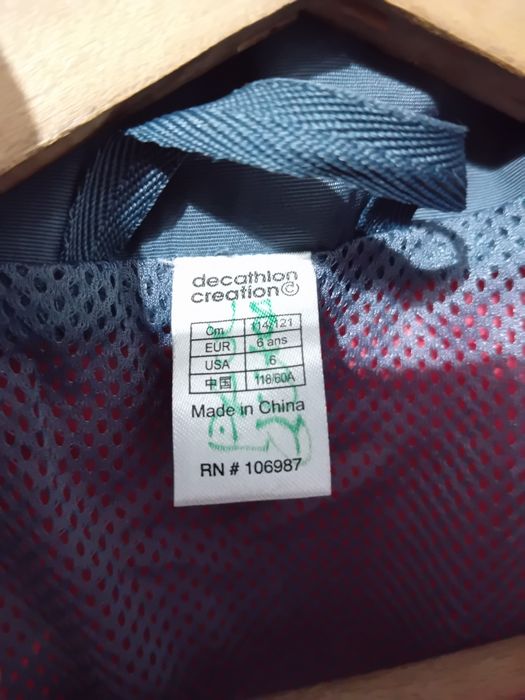 decathlon
creation©
Cm 114/121
EUR 6 ans
USA 6
中国 118/60A
Made in China
RN # 106987